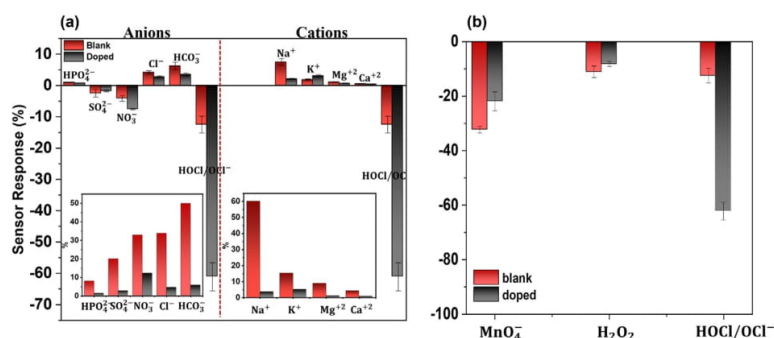 (a)
Anions
Cations
Blank
Doped
HPO₄²⁻
SO₄²⁻
NO₃⁻
Cl⁻
HCO₃⁻
HOCl/OCl⁻
Na⁺
K⁺
Mg⁺²
Ca⁺²
HOCl/OC
Sensor Response (%)
10
0
-10
-20
-30
-40
-50
-60
-70
%
50
40
30
20
10
0
HPO₄²⁻ SO₄²⁻ NO₃⁻ Cl⁻ HCO₃⁻
%
60
50
40
30
20
10
0
Na⁺ K⁺ Mg⁺² Ca⁺²
(b)
0
-20
-40
-60
-80
-100
blank
doped
MnO₄⁻ H₂O₂ HOCl/OCl⁻